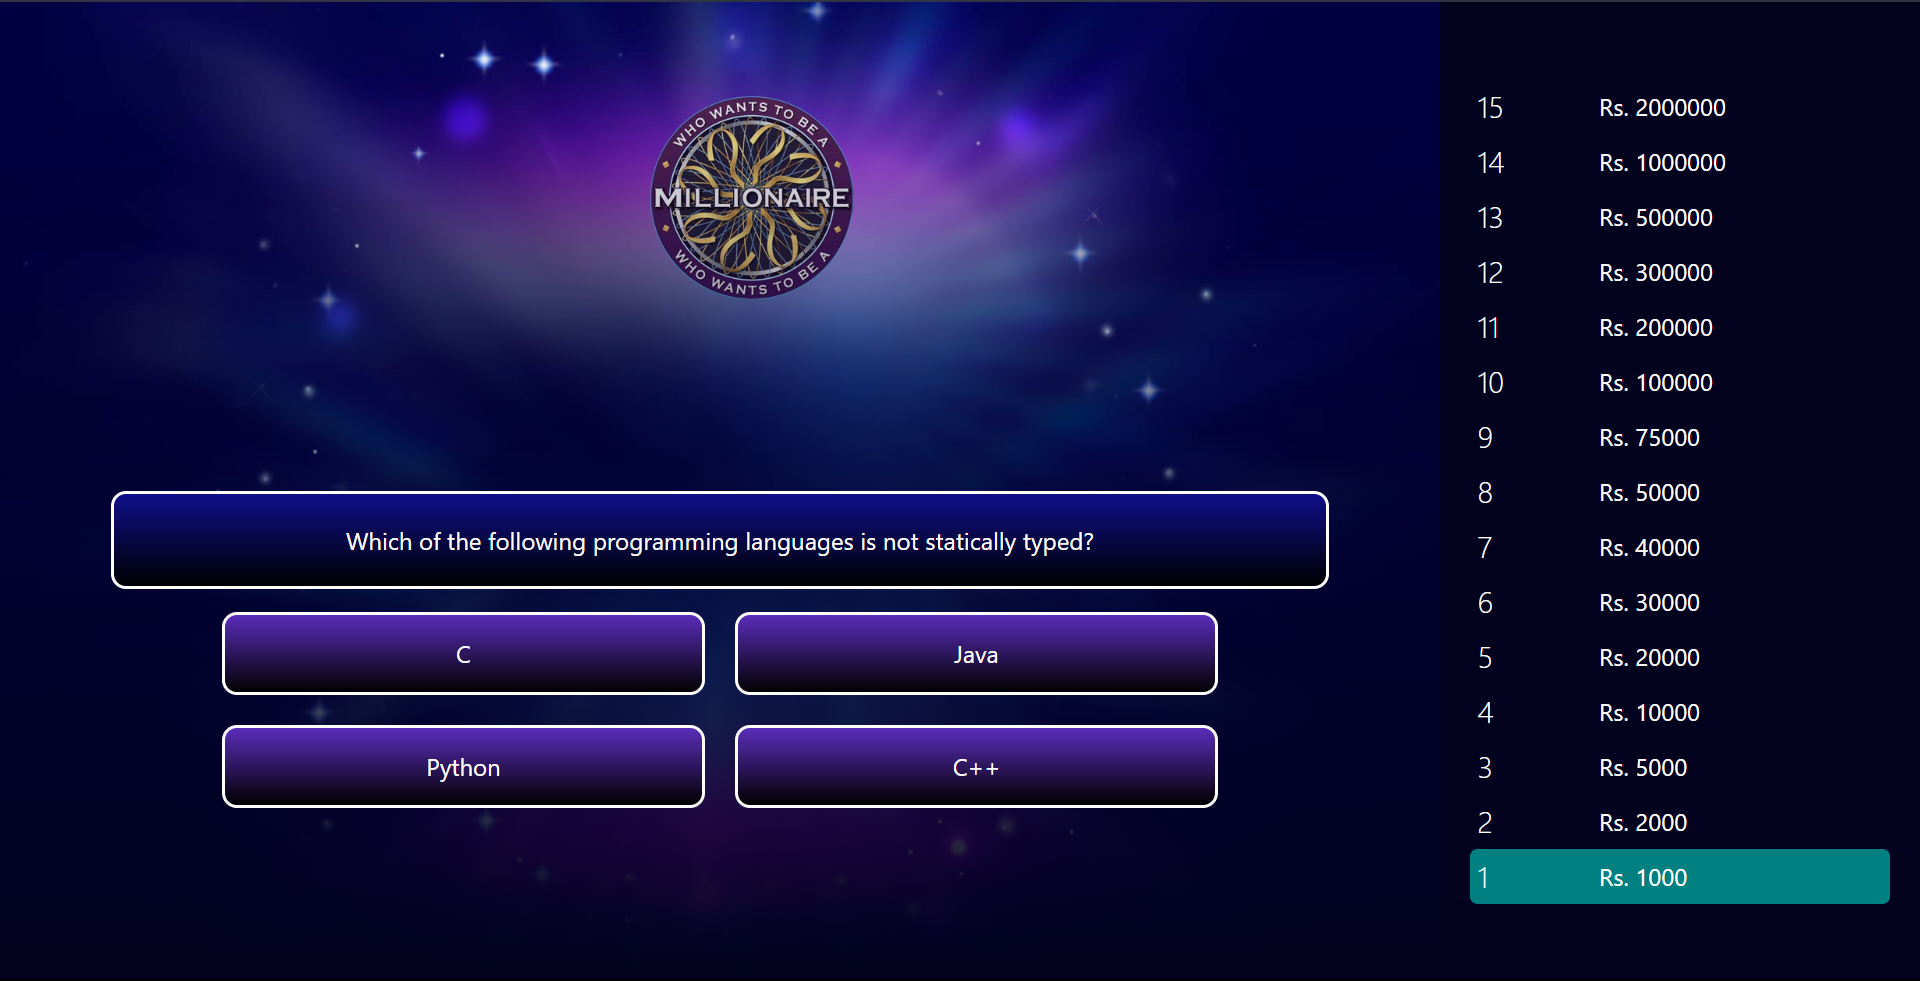 WHO WANTS TO BE A
MILLIONAIRE
WHO WANTS TO BE A
Which of the following programming languages is not statically typed?
C
Java
Python
C++
15 Rs. 2000000
14 Rs. 1000000
13 Rs. 500000
12 Rs. 300000
11 Rs. 200000
10 Rs. 100000
9 Rs. 75000
8 Rs. 50000
7 Rs. 40000
6 Rs. 30000
5 Rs. 20000
4 Rs. 10000
3 Rs. 5000
2 Rs. 2000
1 Rs. 1000